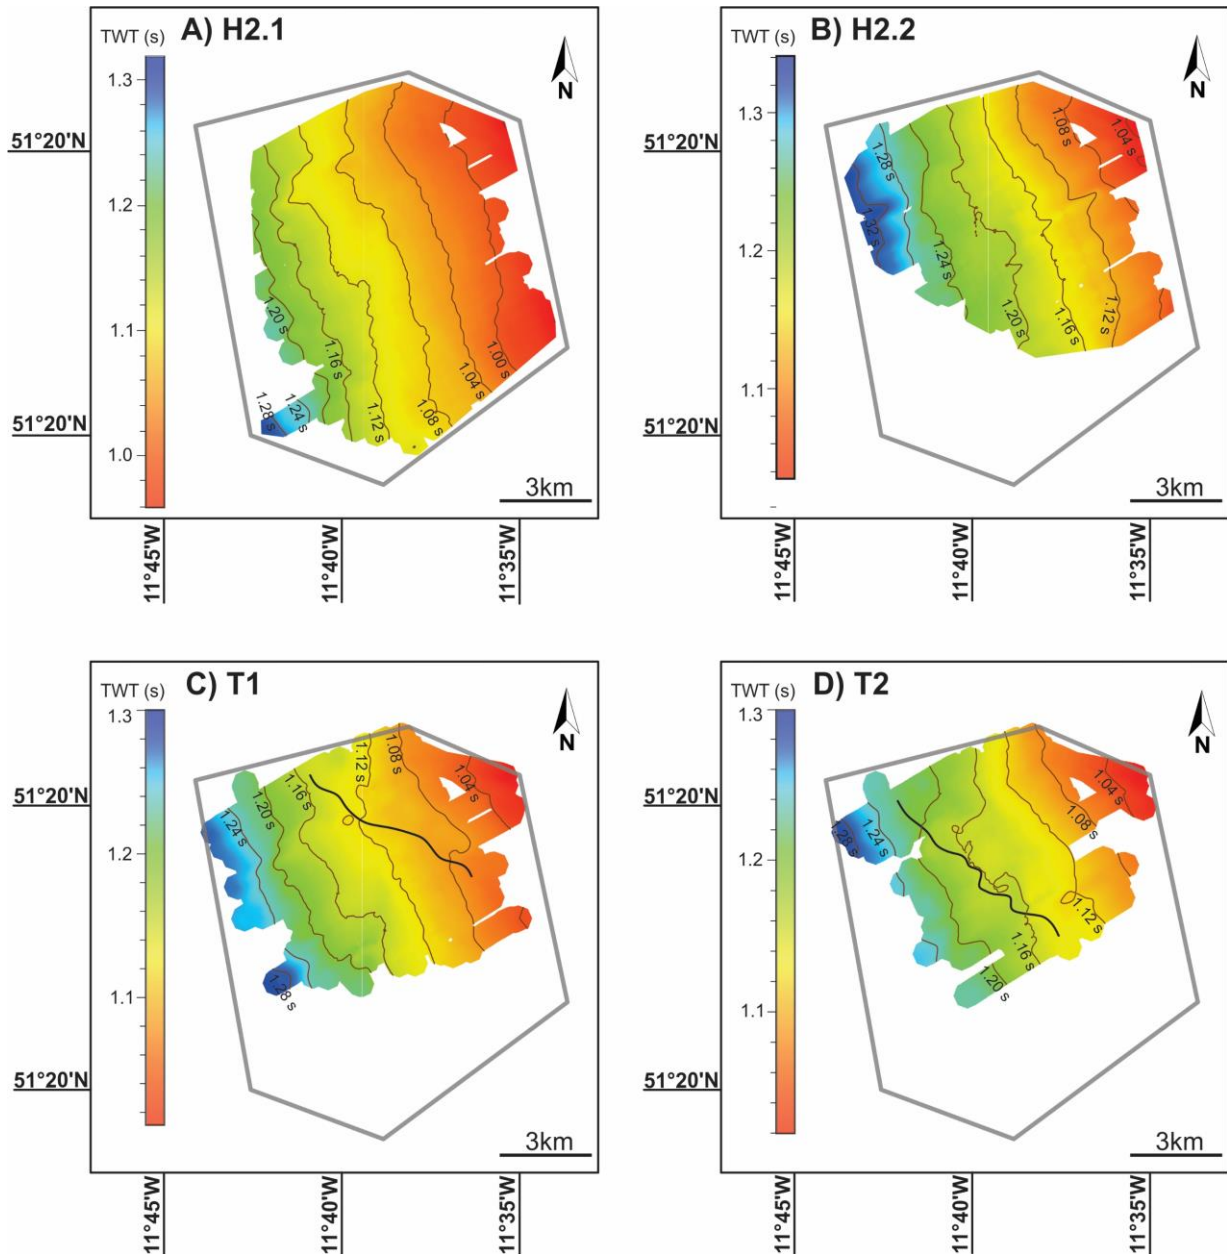 A) H2.1
TWT (s)
N
1.3
1.2
1.1
1.0
51°20'N
51°20'N
1.20 s
1.16 s
1.28 s
1.24 s
1.12 s
1.08 s
1.04 s
1.00 s
3km
11°45'W
11°40'W
11°35'W
B) H2.2
TWT (s)
N
1.3
1.2
1.1
51°20'N
51°20'N
1.28 s
1.32 s
1.24 s
1.20 s
1.16 s
1.12 s
1.08 s
1.04 s
3km
11°45'W
11°40'W
11°35'W
C) T1
TWT (s)
N
1.3
1.2
1.1
51°20'N
51°20'N
1.24 s
1.20 s
1.16 s
1.12 s
1.08 s
1.04 s
1.28 s
3km
11°45'W
11°40'W
11°35'W
D) T2
TWT (s)
N
1.3
1.2
1.1
51°20'N
51°20'N
1.28 s
1.24 s
1.04 s
1.08 s
1.12 s
1.16 s
1.20 s
3km
11°45'W
11°40'W
11°35'W